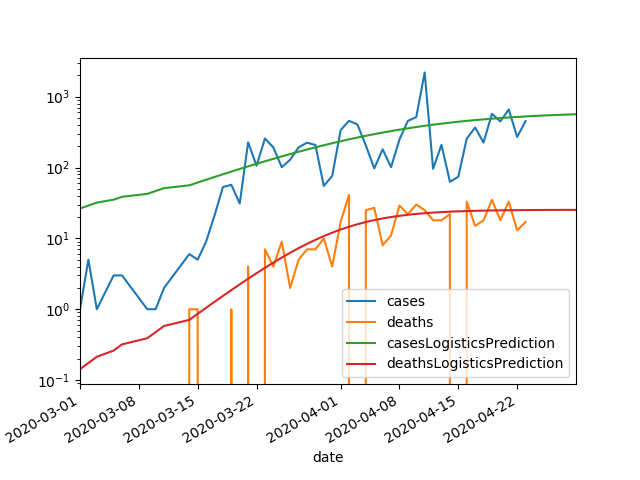 10³
10²
10¹
10⁰
10⁻¹
cases
deaths
casesLogisticsPrediction
deathsLogisticsPrediction
2020-03-01
2020-03-08
2020-03-15
2020-03-22
2020-04-01
2020-04-08
2020-04-15
2020-04-22
date